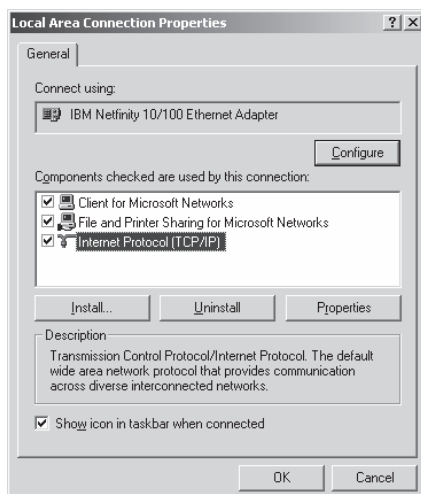 Local Area Connection Properties
General
Connect using:
IBM Netfinity 10/100 Ethernet Adapter
Configure
Components checked are used by this connection:
Client for Microsoft Networks
File and Printer Sharing for Microsoft Networks
Internet Protocol (TCP/IP)
Install... Uninstall Properties
Description
Transmission Control Protocol/Internet Protocol. The default
wide area network protocol that provides communication
across diverse interconnected networks.
Show icon in taskbar when connected
OK Cancel